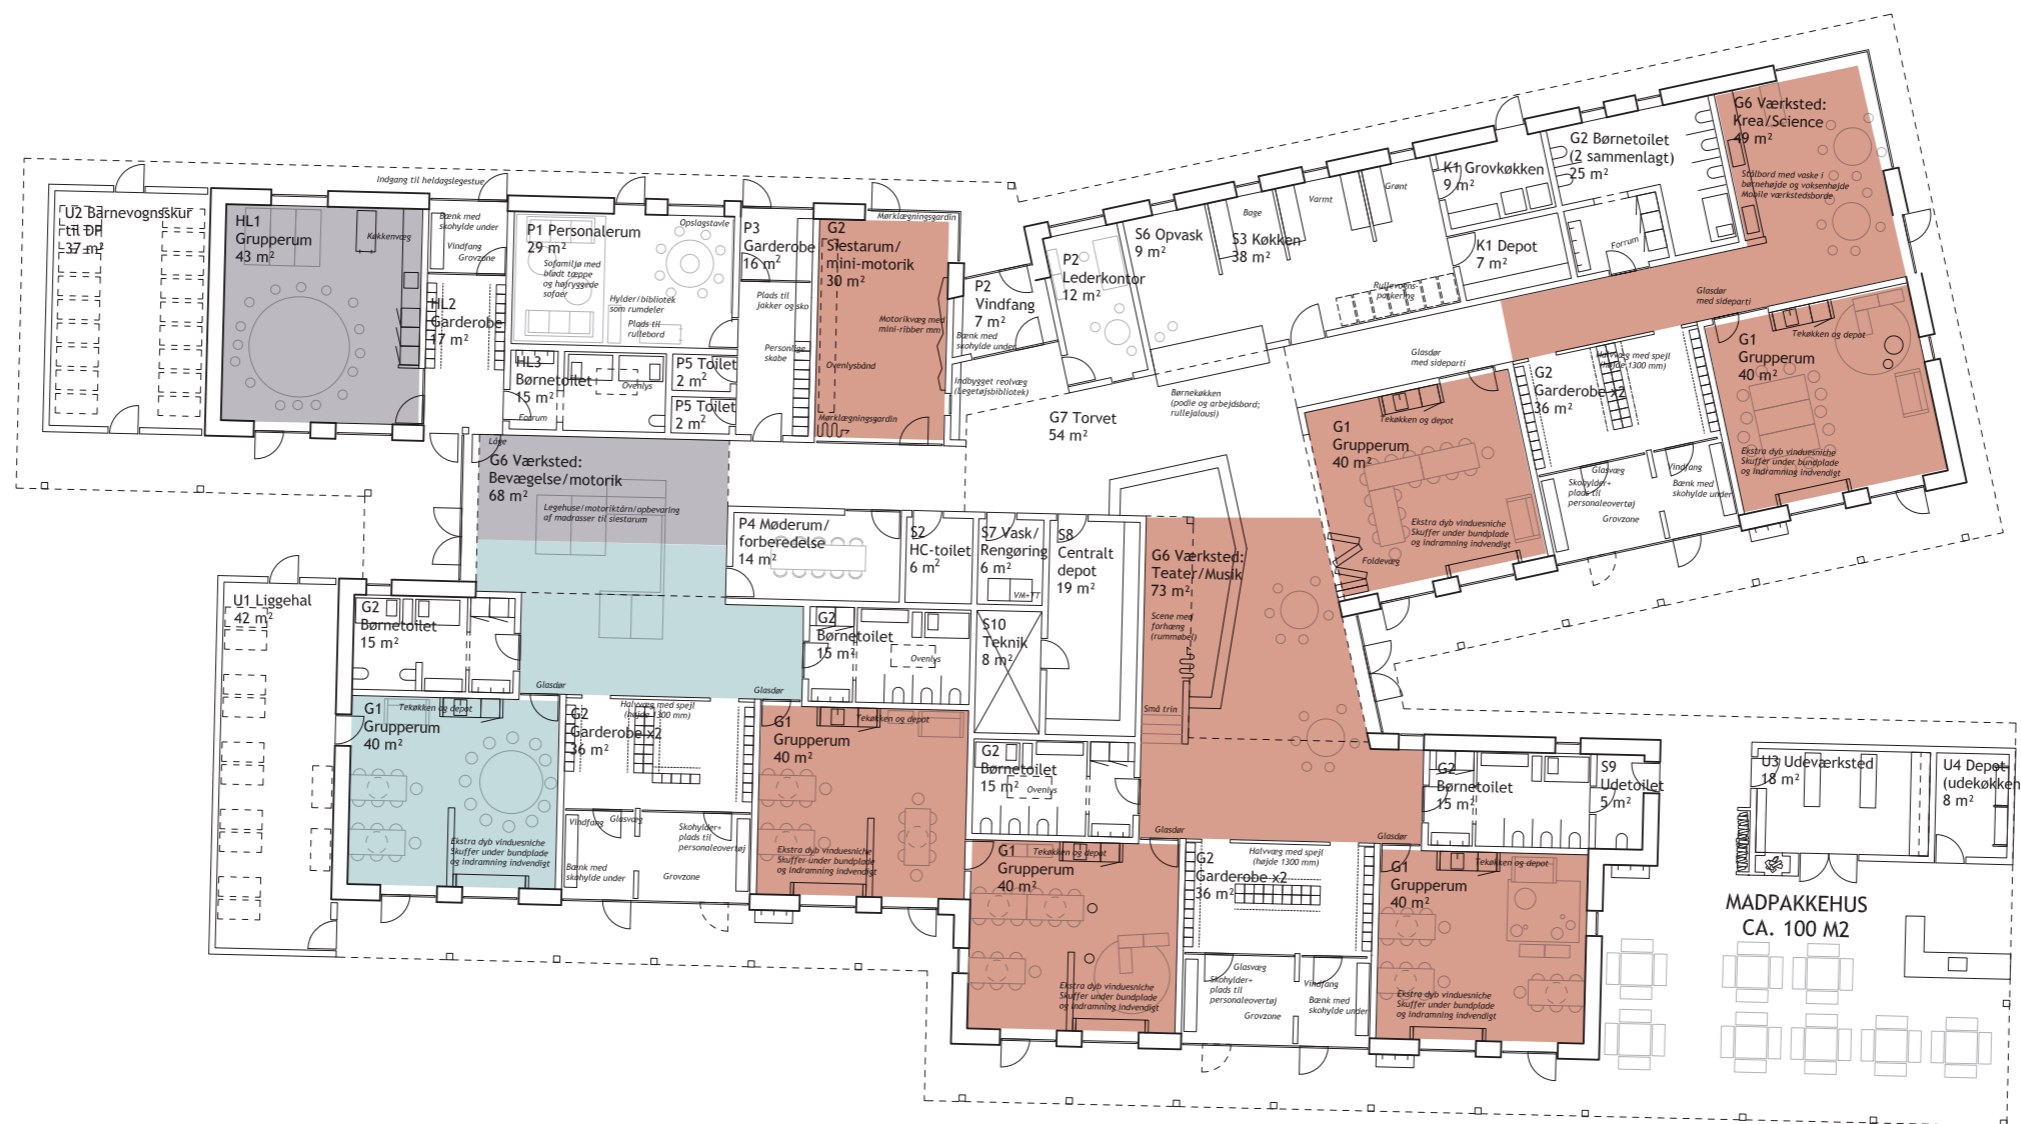 U2 Barnevognsskur
til DP
37 m²
Indgang til heldagslegestue
HL1
Grupperum
43 m²
Køkkenvæg
Bænk med
skohylde under
Vindfang
Grovzone
HL2
Garderobe
17 m²
P1 Personalerum
29 m²
Sofamiljø med
blødt tæppe
og højryggede
sofaer
Opslagstavle
Hylder/bibliotek
som rumdeler
Plads til
rullebord
HL3
Børnetoilet
15 m²
Forrum
Ovenlys
P5 Toilet
2 m²
P5 Toilet
2 m²
P3
Garderobe
16 m²
Plads til
jakker og sko
Personlige
skabe
Mørklægningsgardin
G2
Siestarum/
mini-motorik
30 m²
Motorikvæg med
mini-ribber mm
Ovenlysbånd
Mørklægningsgardin
P2
Vindfang
7 m²
Bænk med
skohylde under
Indbygget reolvæg
(Legetøjsbibliotek)
P2
Lederkontor
12 m²
S6 Opvask
9 m²
S3 Køkken
38 m²
Bage
Varmt
Grønt
Rullevogns-
parkering
Børnekøkken
(podie og arbejdsbord;
rullejalousi)
K1 Grovkøkken
9 m²
K1 Depot
7 m²
G2 Børnetoilet
(2 sammenlagt)
25 m²
Forrum
G6 Værksted:
Krea/Science
49 m²
Stålbord med vaske i
børnehøjde og voksenhøjde
Mobile værkstedsborde
Glasdør
med sideparti
G1
Grupperum
40 m²
Tekøkken og depot
Ekstra dyb vinduesniche
Skuffer under bundplade
og indramning indvendigt
Glasdør
med sideparti
Halvvæg med spejl
(højde 1300 mm)
G2
Garderobe x2
36 m²
Glasvæg
Skohylder+
plads til
personaleovertøj
Grovzone
Vindfang
Bænk med
skohylde under
G1
Grupperum
40 m²
Tekøkken og depot
Ekstra dyb vinduesniche
Skuffer under bundplade
og indramning indvendigt
Foldevæg
G7 Torvet
54 m²
Låge
G6 Værksted:
Bevægelse/motorik
68 m²
Legehuse/motoriktårn/opbevaring
af madrasser til siestarum
P4 Møderum/
forberedelse
14 m²
S2
HC-toilet
6 m²
S7 Vask/
Rengøring
6 m²
VM+TT
S8
Centralt
depot
19 m²
S10
Teknik
8 m²
G6 Værksted:
Teater/Musik
73 m²
Scene med
forhæng
(rummøbel)
Små trin
U1 Liggehal
42 m²
G2
Børnetoilet
15 m²
G2
Børnetoilet
15 m²
Ovenlys
Glasdør
Glasdør
G1
Grupperum
40 m²
Tekøkken og depot
Ekstra dyb vinduesniche
Skuffer under bundplade
og indramning indvendigt
Halvvæg med spejl
(højde 1300 mm)
G2
Garderobe x2
36 m²
Vindfang
Glasvæg
Skohylder+
plads til
personaleovertøj
Bænk med
skohylde under
Grovzone
G1
Grupperum
40 m²
Tekøkken og depot
Ekstra dyb vinduesniche
Skuffer under bundplade
og indramning indvendigt
G2
Børnetoilet
15 m²
Ovenlys
Glasdør
Glasdør
G1
Grupperum
40 m²
Tekøkken og depot
Ekstra dyb vinduesniche
Skuffer under bundplade
og indramning indvendigt
Halvvæg med spejl
(højde 1300 mm)
G2
Garderobe x2
36 m²
Glasvæg
Skohylder+
plads til
personaleovertøj
Grovzone
Vindfang
Bænk med
skohylde under
G1
Grupperum
40 m²
Tekøkken og depot
Ekstra dyb vinduesniche
Skuffer under bundplade
og indramning indvendigt
G2
Børnetoilet
15 m²
S9
Udetoilet
5 m²
U3 Udeværksted
18 m²
U4 Depot
(udekøkken
8 m²
MADPAKKEHUS
CA. 100 M2